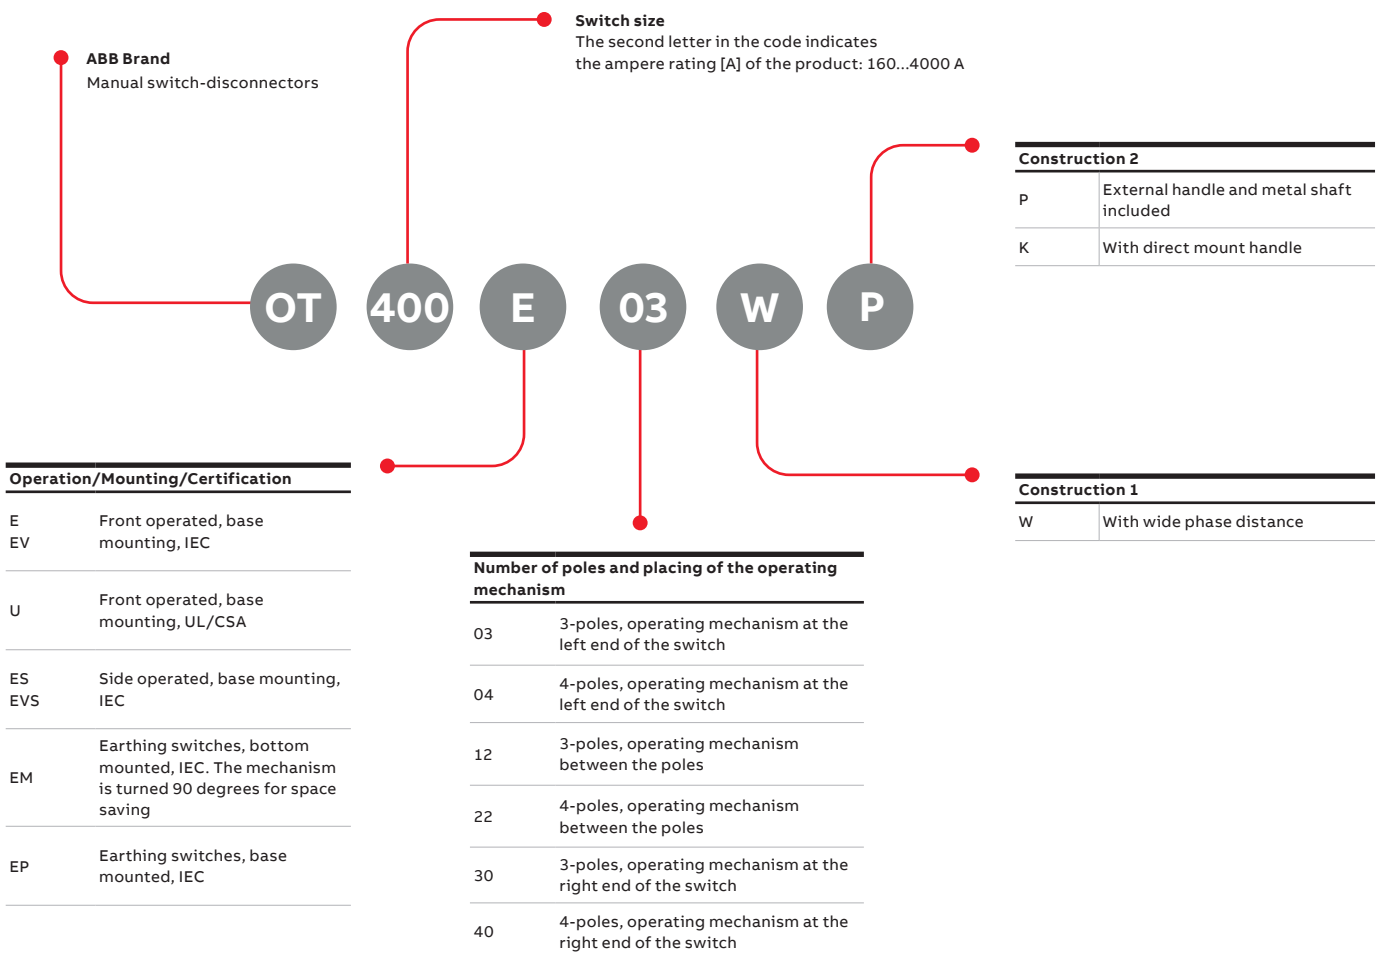 ABB Brand
Manual switch-disconnectors
Switch size
The second letter in the code indicates
the ampere rating [A] of the product: 160...4000 A
Construction 2
P External handle and metal shaft
included
K With direct mount handle
OT 400 E 03 W P
Operation/Mounting/Certification
E Front operated, base
EV mounting, IEC
U Front operated, base
mounting, UL/CSA
ES Side operated, base mounting,
EVS IEC
EM Earthing switches, bottom
mounted, IEC. The mechanism
is turned 90 degrees for space
saving
EP Earthing switches, base
mounted, IEC
Number of poles and placing of the operating
mechanism
03 3-poles, operating mechanism at the
left end of the switch
04 4-poles, operating mechanism at the
left end of the switch
12 3-poles, operating mechanism
between the poles
22 4-poles, operating mechanism
between the poles
30 3-poles, operating mechanism at the
right end of the switch
40 4-poles, operating mechanism at the
right end of the switch
Construction 1
W With wide phase distance